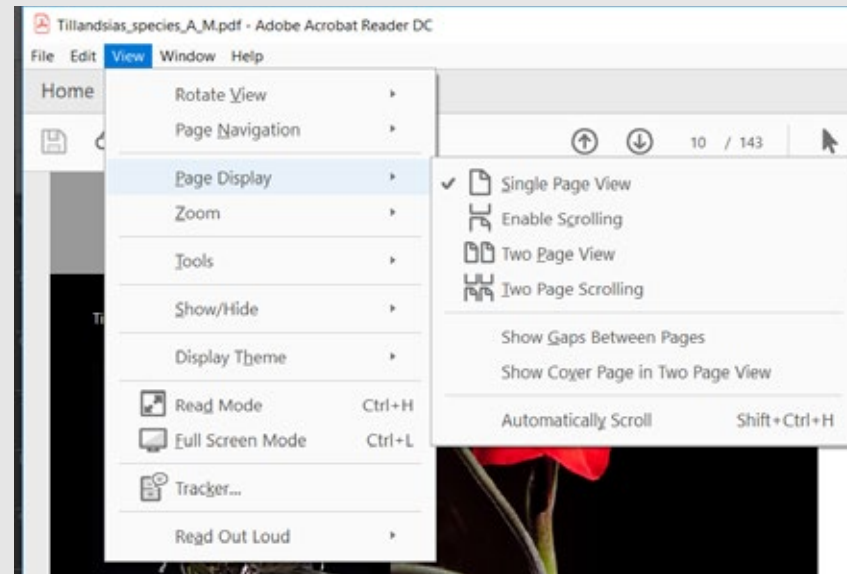 Tillandsias_species_A_M.pdf - Adobe Acrobat Reader DC
File Edit View Window Help
Home
Rotate View
Page Navigation
10 / 143
Page Display
Single Page View
Zoom
Enable Scrolling
Two Page View
Tools
Two Page Scrolling
Show/Hide
Show Gaps Between Pages
Display Theme
Show Cover Page in Two Page View
Read Mode Ctrl+H
Automatically Scroll Shift+Ctrl+H
Full Screen Mode Ctrl+L
Tracker...
Read Out Loud